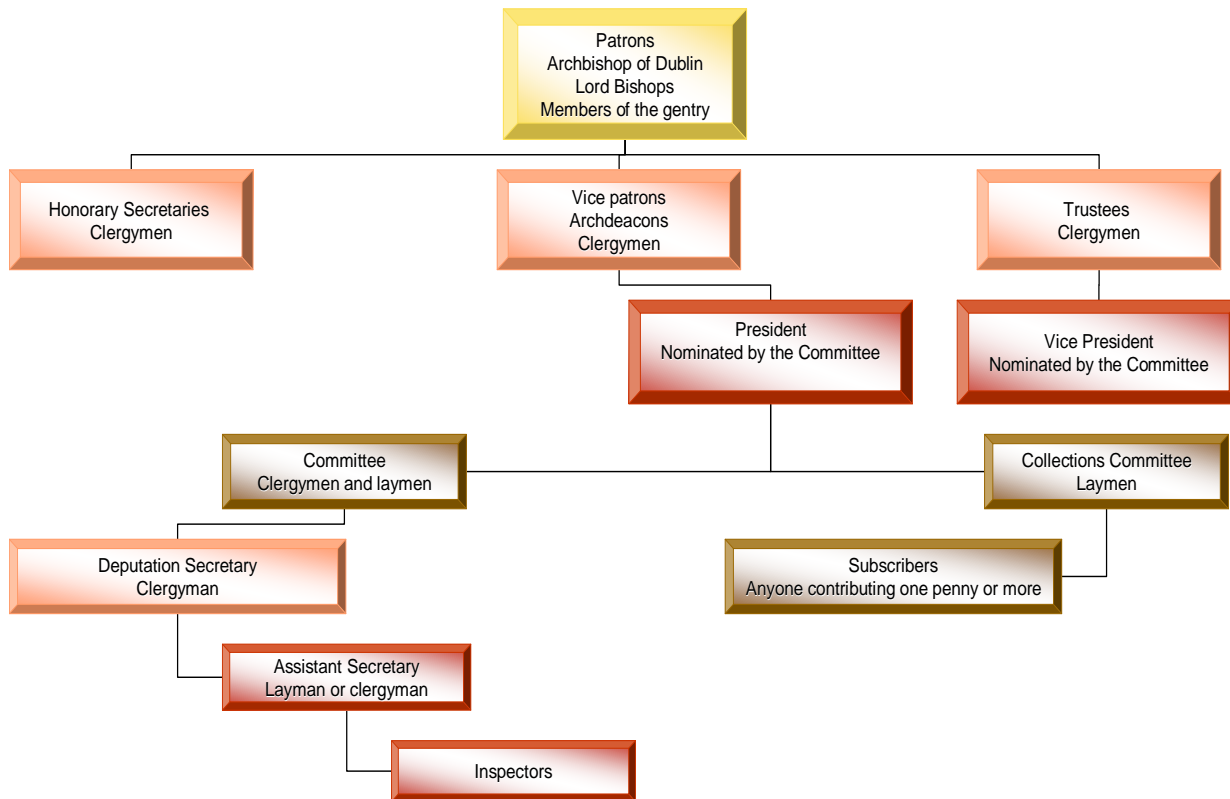 Patrons
Archbishop of Dublin
Lord Bishops
Members of the gentry
Honorary Secretaries
Clergymen
Vice patrons
Archdeacons
Clergymen
Trustees
Clergymen
President
Nominated by the Committee
Vice President
Nominated by the Committee
Committee
Clergymen and laymen
Collections Committee
Laymen
Deputation Secretary
Clergyman
Subscribers
Anyone contributing one penny or more
Assistant Secretary
Layman or clergyman
Inspectors